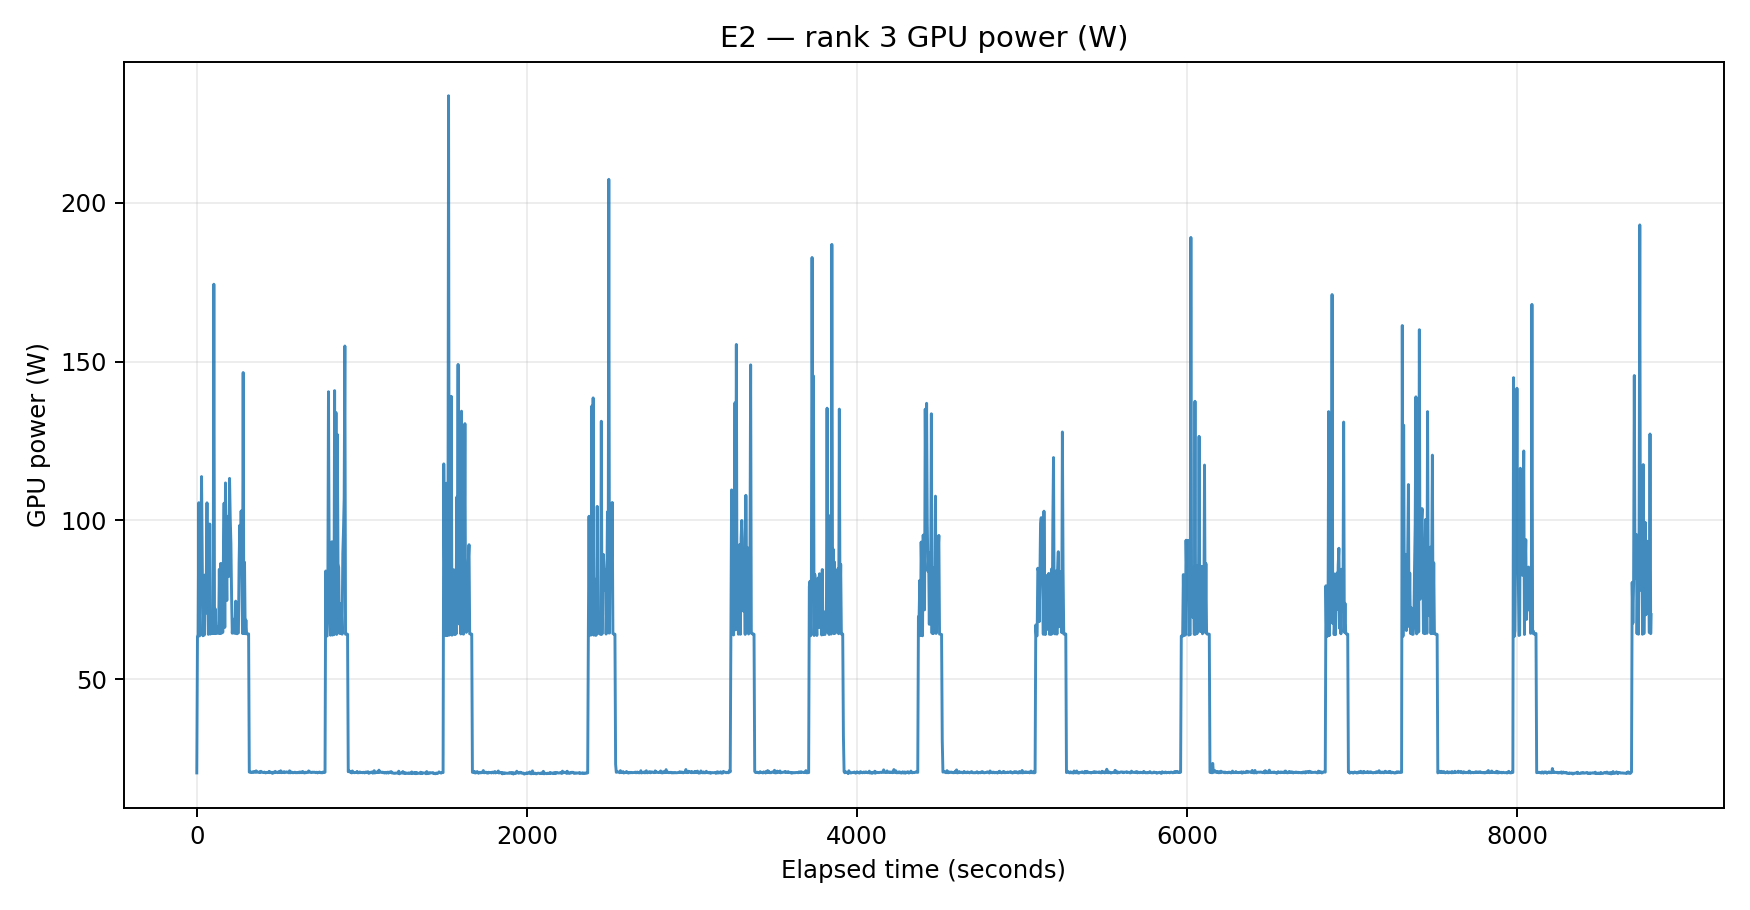 E2 — rank 3 GPU power (W)
GPU power (W)
200
150
100
50
0 2000 4000 6000 8000
Elapsed time (seconds)